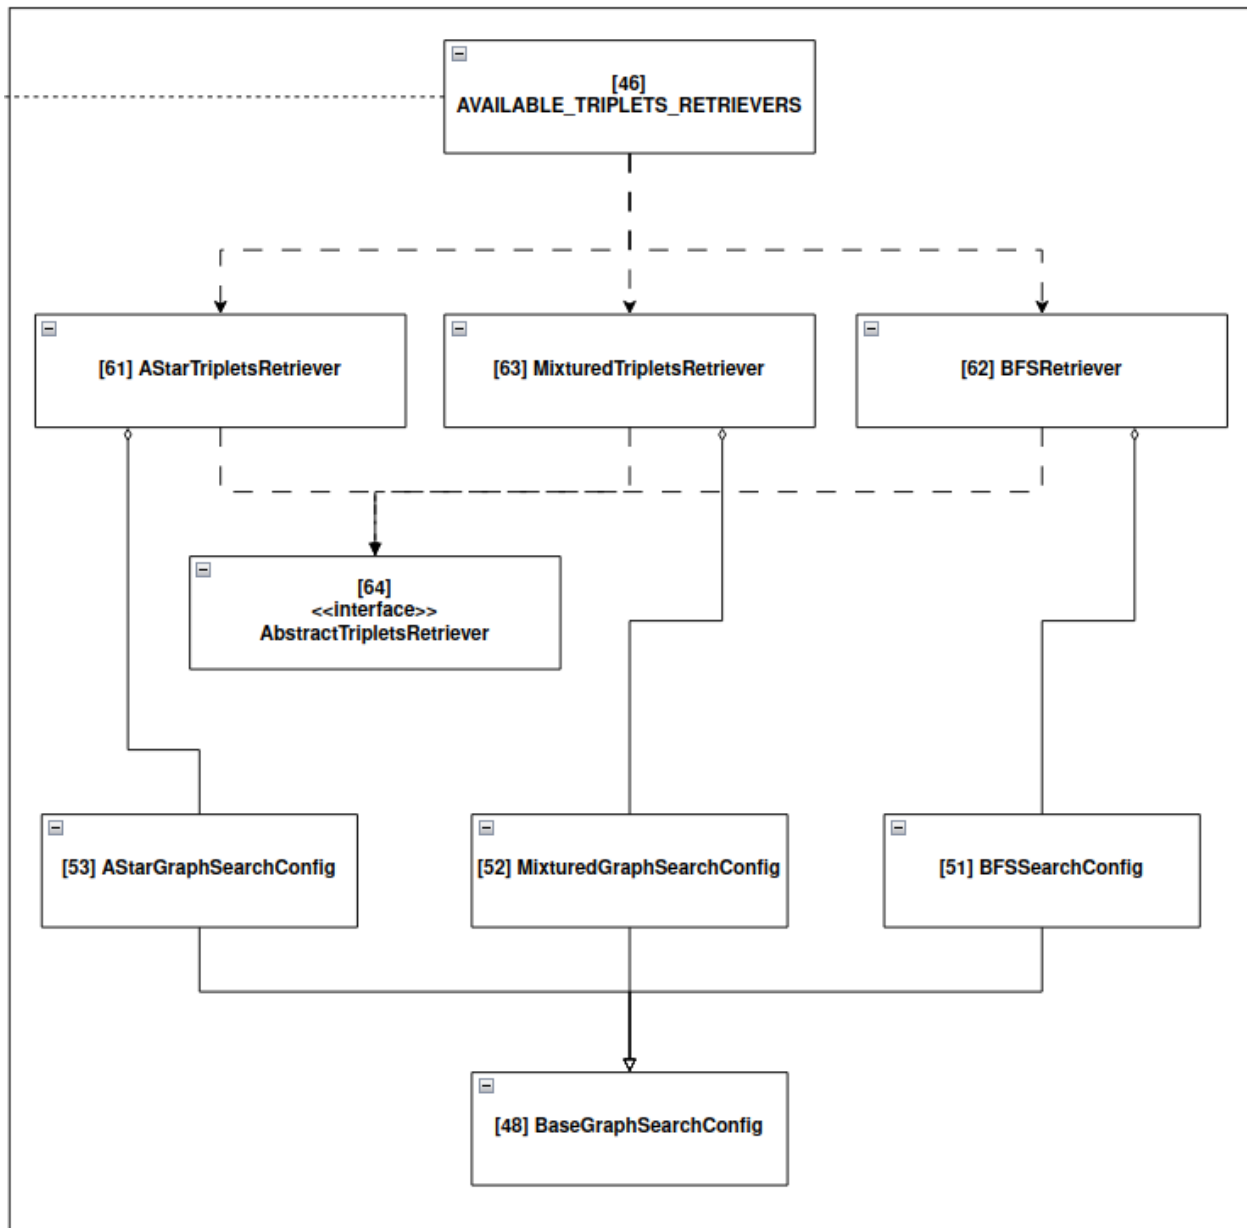 [46]
AVAILABLE_TRIPLETS_RETRIEVERS
[61] AStarTripletsRetriever
[63] MixturedTripletsRetriever
[62] BFSRetriever
[64]
<<interface>>
AbstractTripletsRetriever
[53] AStarGraphSearchConfig
[52] MixturedGraphSearchConfig
[51] BFSSearchConfig
[48] BaseGraphSearchConfig